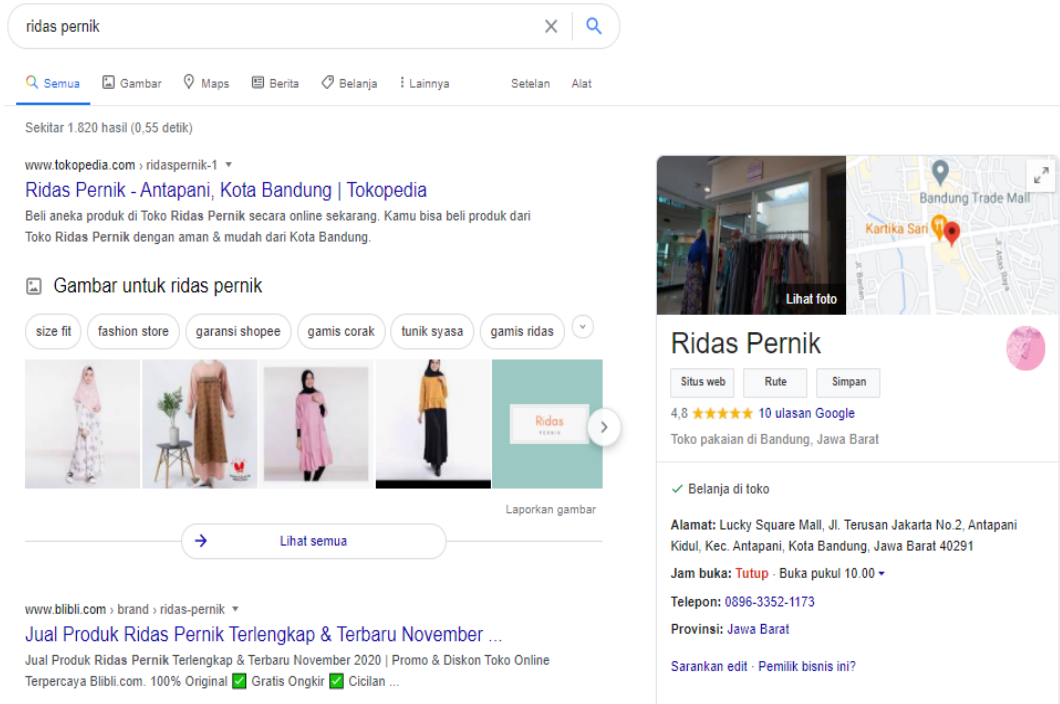 ridas pernik
Semua Gambar Maps Berita Belanja Lainnya Setelan Alat
Sekitar 1.820 hasil (0,55 detik)
www.tokopedia.com › ridaspernik-1
Ridas Pernik - Antapani, Kota Bandung | Tokopedia
Beli aneka produk di Toko Ridas Pernik secara online sekarang. Kamu bisa beli produk dari
Toko Ridas Pernik dengan aman & mudah dari Kota Bandung.
Gambar untuk ridas pernik
size fit fashion store garansi shopee gamis corak tunik syasa gamis ridas
Ridas
PERNIK
Laporkan gambar
Lihat semua
www.blibli.com › brand › ridas-pernik
Jual Produk Ridas Pernik Terlengkap & Terbaru November ...
Jual Produk Ridas Pernik Terlengkap & Terbaru November 2020 | Promo & Diskon Toko Online
Terpercaya Blibli.com. 100% Original ✅ Gratis Ongkir ✅ Cicilan ...
Lihat foto
Bandung Trade Mall
Kartika Sari
Jl. Banten
Jl. Antas Raya
Ridas Pernik
Situs web Rute Simpan
4,8 ★★★★★ 10 ulasan Google
Toko pakaian di Bandung, Jawa Barat
✓ Belanja di toko
Alamat: Lucky Square Mall, Jl. Terusan Jakarta No.2, Antapani
Kidul, Kec. Antapani, Kota Bandung, Jawa Barat 40291
Jam buka: Tutup · Buka pukul 10.00
Telepon: 0896-3352-1173
Provinsi: Jawa Barat
Sarankan edit · Pemilik bisnis ini?